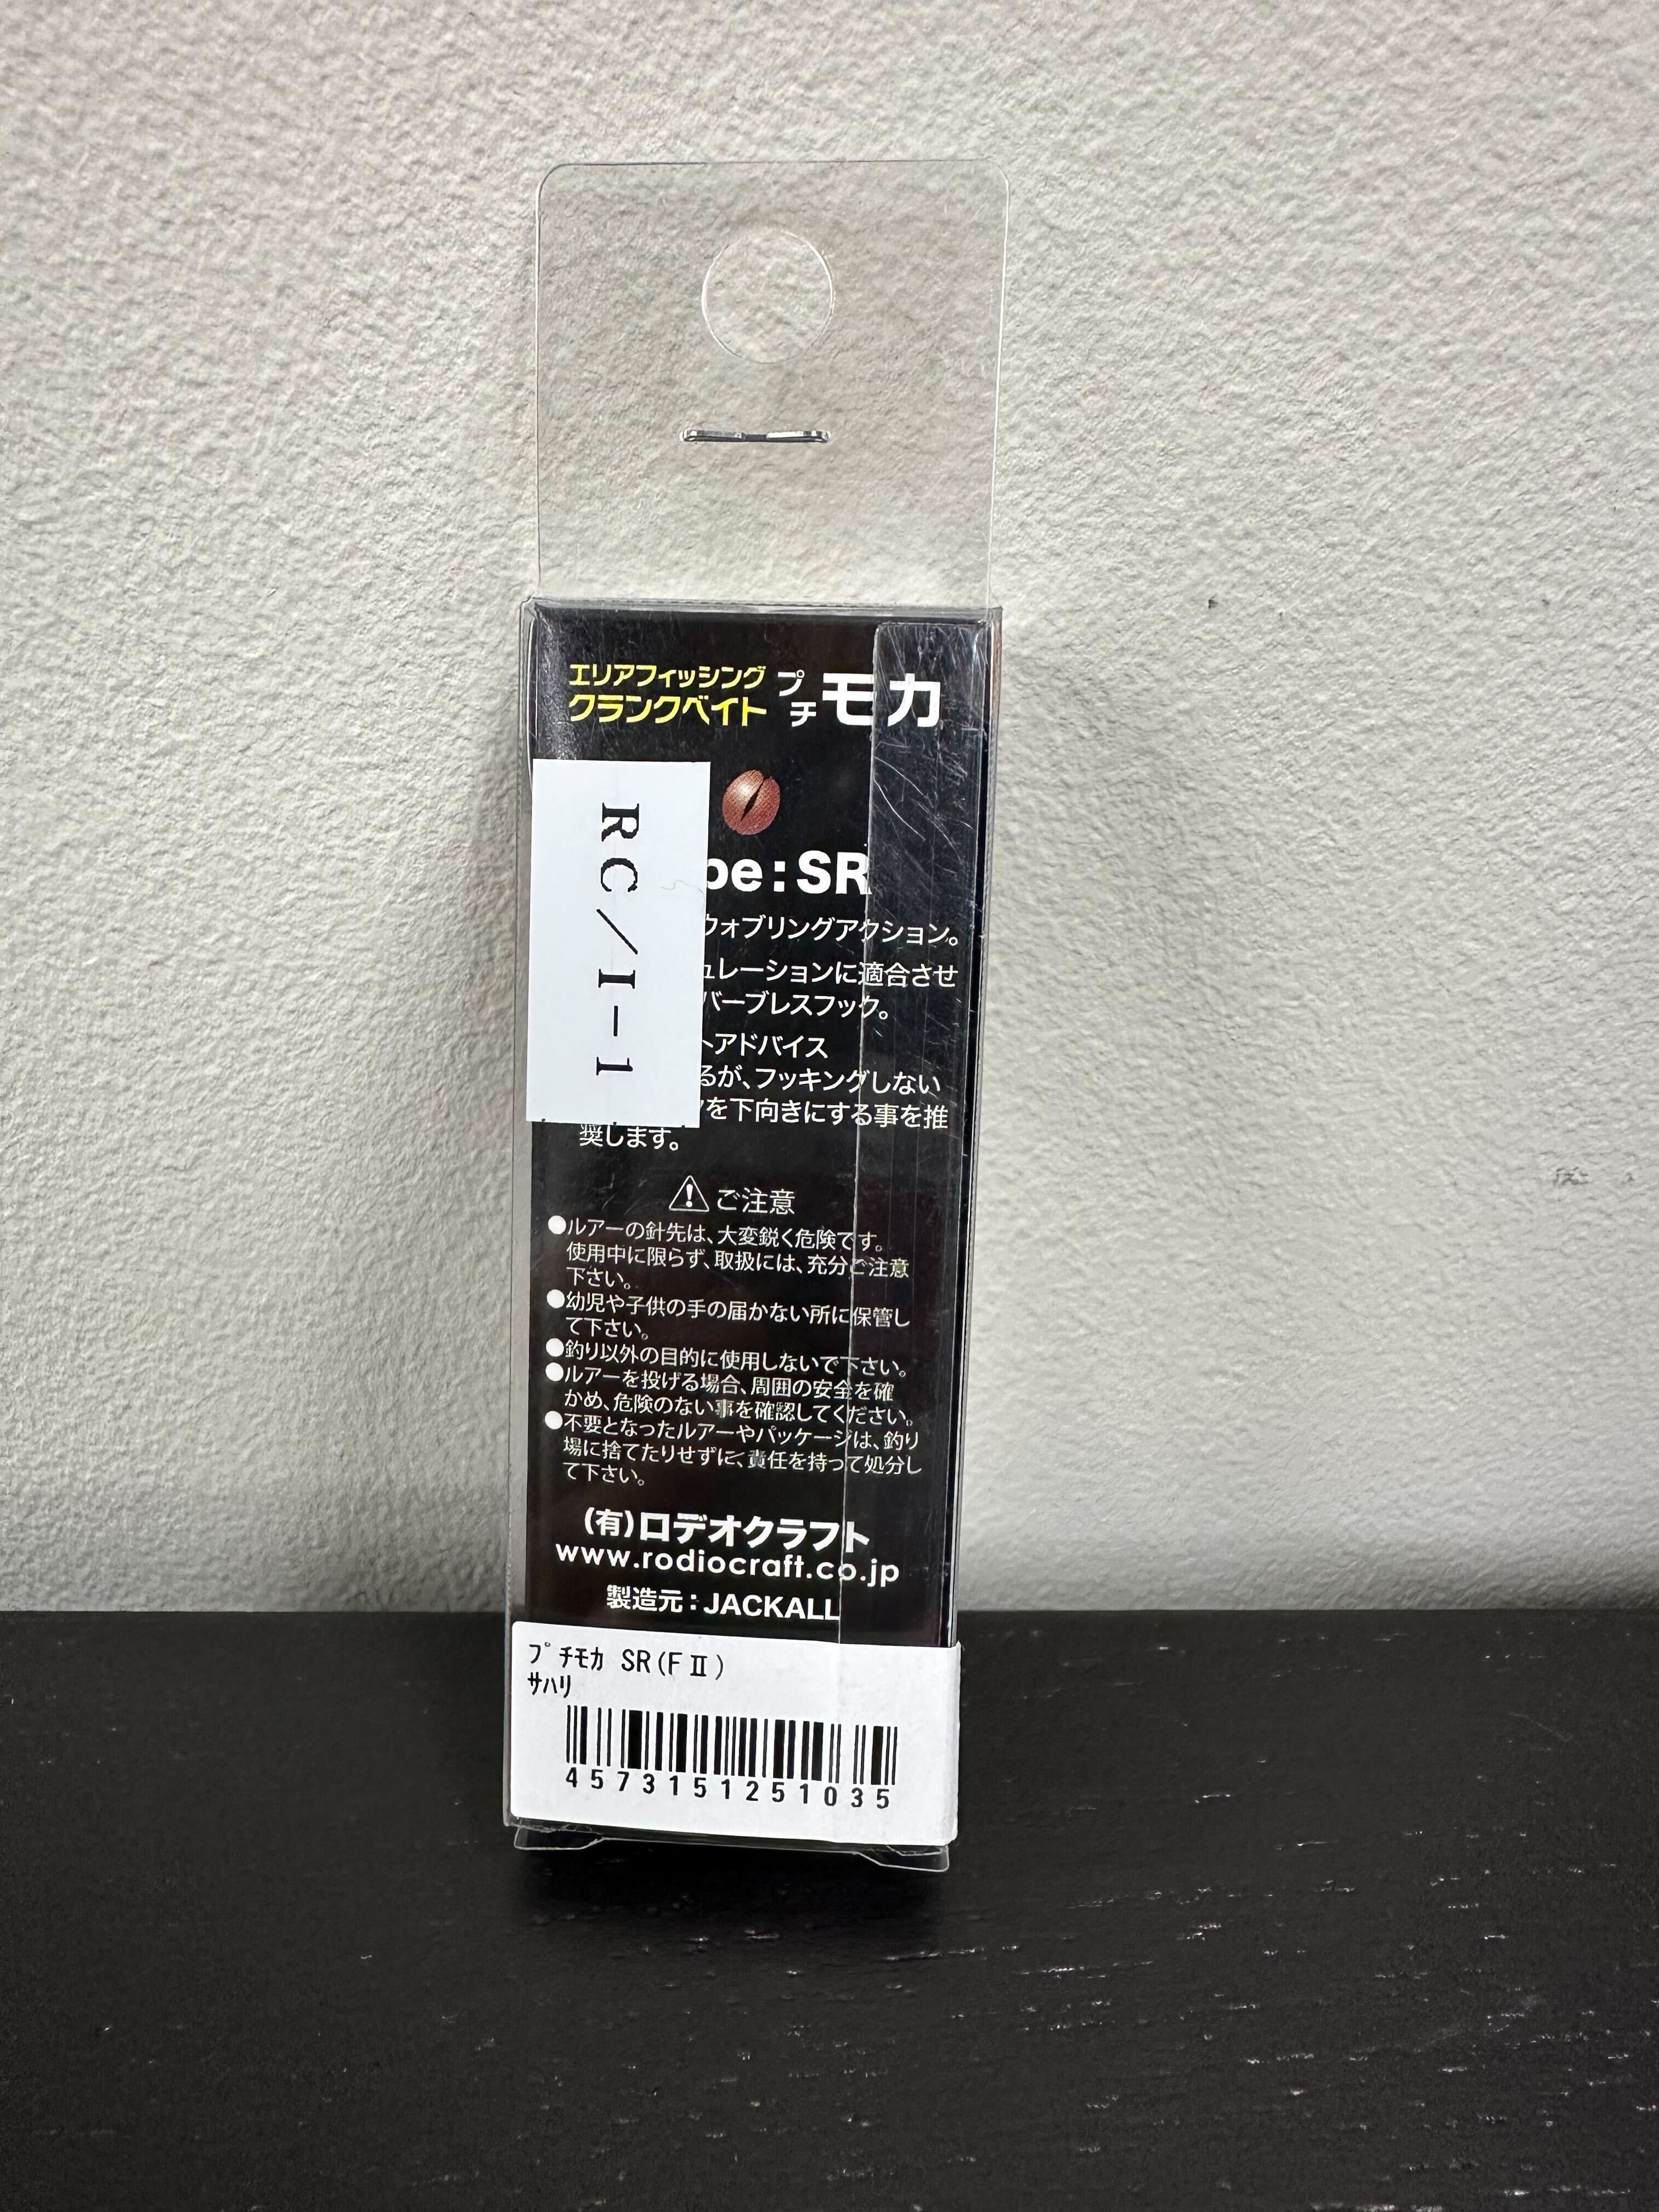 エリアフィッシング
クランクベイト
プチモカ
RC/I-1
pe:SR
ウォブリングアクション。
ュレーションに適合させ
バーブレスフック。
トアドバイス
るが、フッキングしない
を下向きにする事を推
奨します。
ご注意
●ルアーの針先は、大変鋭く危険です。
使用中に限らず、取扱には、充分ご注意
下さい。
●幼児や子供の手の届かない所に保管し
て下さい。
●釣り以外の目的に使用しないで下さい。
●ルアーを投げる場合、周囲の安全を確
かめ、危険のない事を確認してください。
●不要となったルアーやパッケージは、釣り
場に捨てたりせずに、責任を持って処分し
て下さい。
(有)ロデオクラフト
www.rodiocraft.co.jp
製造元:JACKALL
プチモカ SR(FⅡ)
サハリ
4573151251035